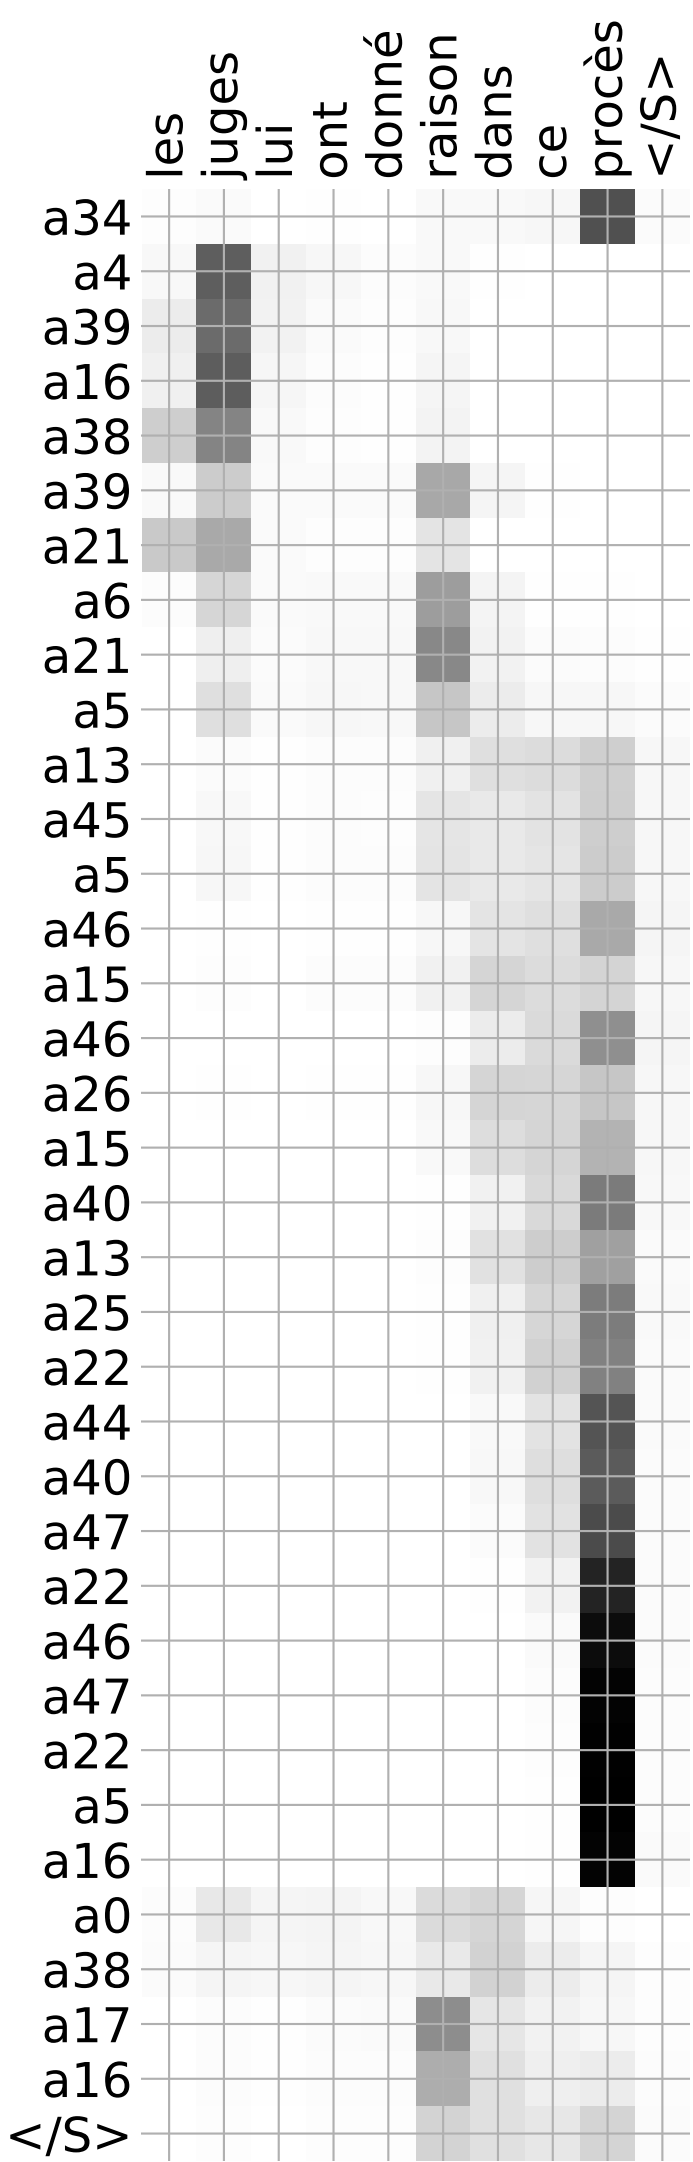 les juges lui ont donné raison dans ce procès </S>
a34
a4
a39
a16
a38
a39
a21
a6
a21
a5
a13
a45
a5
a46
a15
a46
a26
a15
a40
a13
a25
a22
a44
a40
a47
a22
a46
a47
a22
a5
a16
a0
a38
a17
a16
</S>